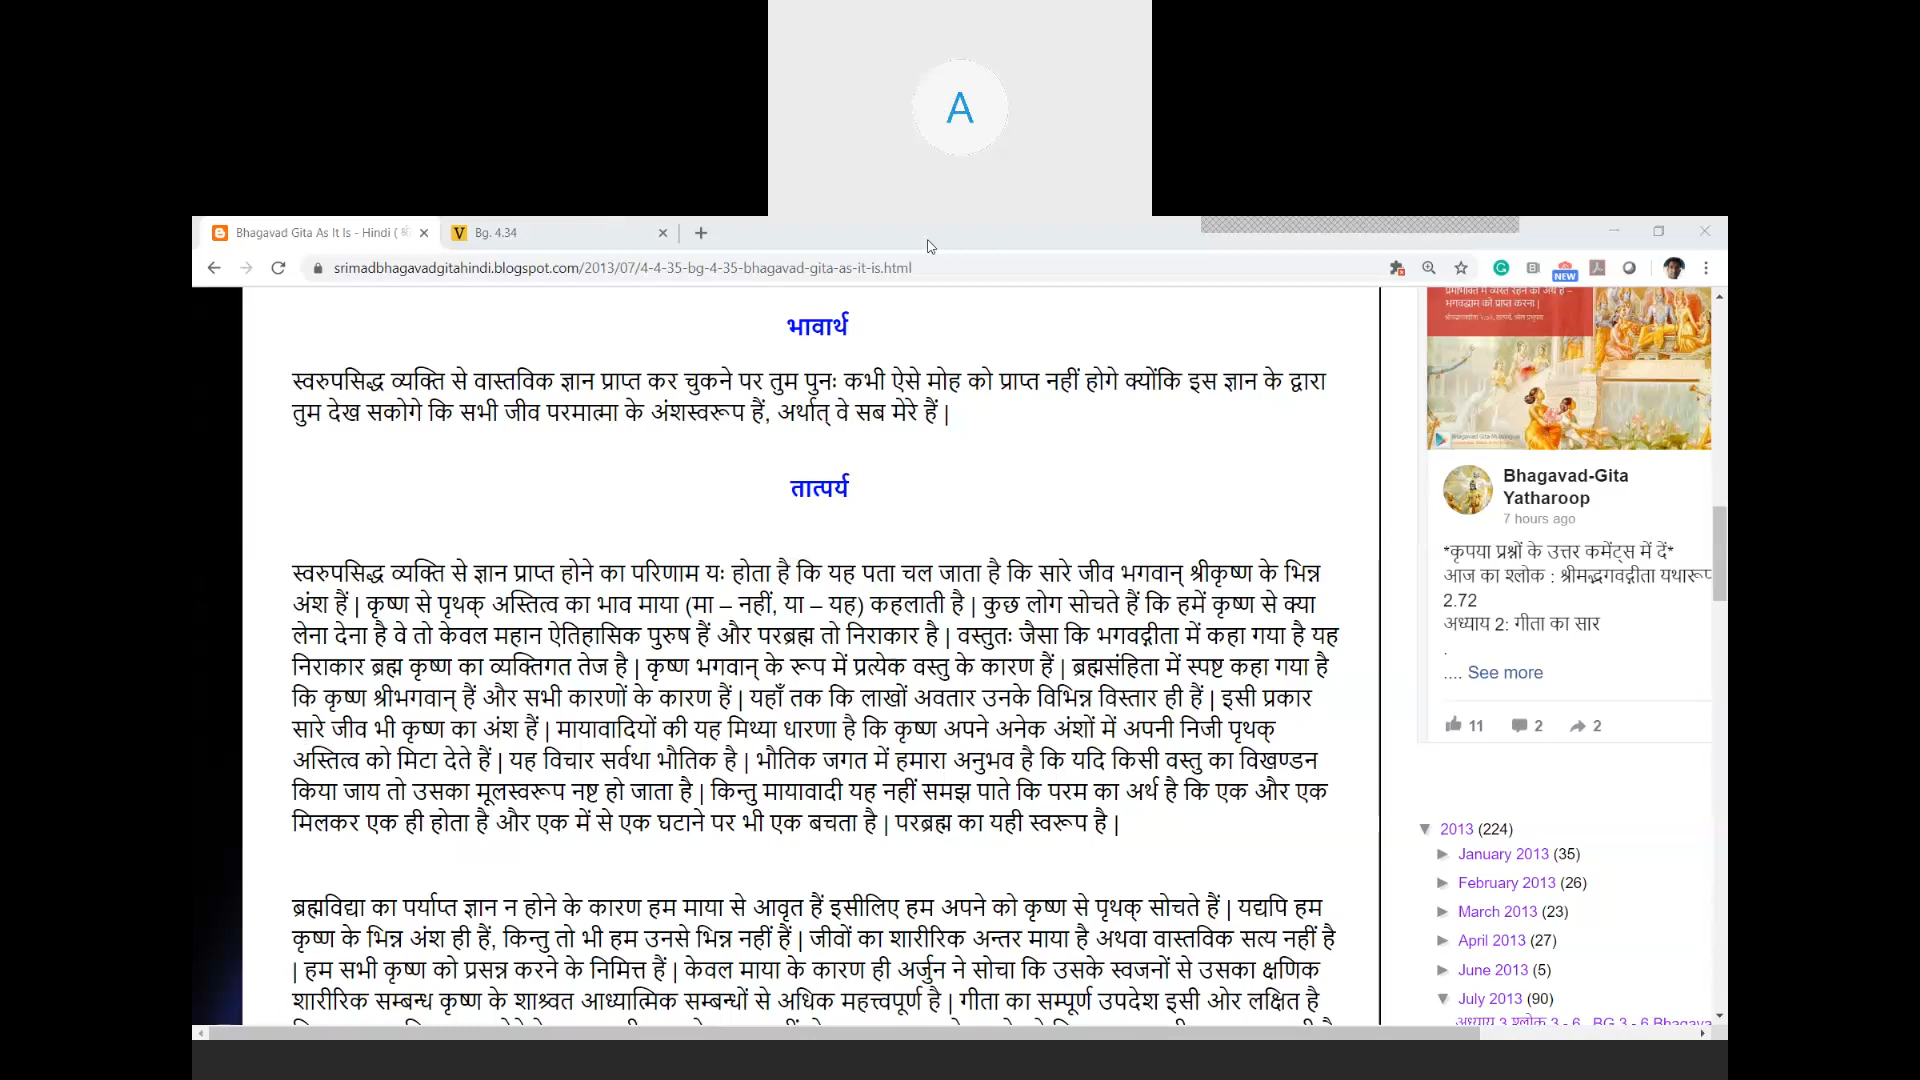 A
Bhagavad Gita As It Is - Hindi (
Bg. 4.34
srimadbhagavadgitahindi.blogspot.com/2013/07/4-4-35-bg-4-35-bhagavad-gita-as-it-is.html
NEW
भावार्थ
स्वरुपसिद्ध व्यक्ति से वास्तविक ज्ञान प्राप्त कर चुकने पर तुम पुनः कभी ऐसे मोह को प्राप्त नहीं होगे क्योंकि इस ज्ञान के द्वारा
तुम देख सकोगे कि सभी जीव परमात्मा के अंशस्वरूप हैं, अर्थात् वे सब मेरे हैं |
तात्पर्य
स्वरुपसिद्ध व्यक्ति से ज्ञान प्राप्त होने का परिणाम यः होता है कि यह पता चल जाता है कि सारे जीव भगवान् श्रीकृष्ण के भिन्न
अंश हैं | कृष्ण से पृथक् अस्तित्व का भाव माया (मा – नहीं, या – यह) कहलाती है | कुछ लोग सोचते हैं कि हमें कृष्ण से क्या
लेना देना है वे तो केवल महान ऐतिहासिक पुरुष हैं और परब्रह्म तो निराकार है | वस्तुतः जैसा कि भगवद्गीता में कहा गया है यह
निराकार ब्रह्म कृष्ण का व्यक्तिगत तेज है | कृष्ण भगवान् के रूप में प्रत्येक वस्तु के कारण हैं | ब्रह्मसंहिता में स्पष्ट कहा गया है
कि कृष्ण श्रीभगवान् हैं और सभी कारणों के कारण हैं | यहाँ तक कि लाखों अवतार उनके विभिन्न विस्तार ही हैं | इसी प्रकार
सारे जीव भी कृष्ण का अंश हैं | मायावादियों की यह मिथ्या धारणा है कि कृष्ण अपने अनेक अंशों में अपनी निजी पृथक्
अस्तित्व को मिटा देते हैं | यह विचार सर्वथा भौतिक है | भौतिक जगत में हमारा अनुभव है कि यदि किसी वस्तु का विखण्डन
किया जाय तो उसका मूलस्वरूप नष्ट हो जाता है | किन्तु मायावादी यह नहीं समझ पाते कि परम का अर्थ है कि एक और एक
मिलकर एक ही होता है और एक में से एक घटाने पर भी एक बचता है | परब्रह्म का यही स्वरूप है |
ब्रह्मविद्या का पर्याप्त ज्ञान न होने के कारण हम माया से आवृत हैं इसीलिए हम अपने को कृष्ण से पृथक् सोचते हैं | यद्यपि हम
कृष्ण के भिन्न अंश ही हैं, किन्तु तो भी हम उनसे भिन्न नहीं हैं | जीवों का शारीरिक अन्तर माया है अथवा वास्तविक सत्य नहीं है
| हम सभी कृष्ण को प्रसन्न करने के निमित्त हैं | केवल माया के कारण ही अर्जुन ने सोचा कि उसके स्वजनों से उसका क्षणिक
शारीरिक सम्बन्ध कृष्ण के शाश्र्वत आध्यात्मिक सम्बन्धों से अधिक महत्त्वपूर्ण है | गीता का सम्पूर्ण उपदेश इसी ओर लक्षित है
भगवद्धाम को प्राप्त करना |
Bhagavad-Gita
Yatharoop
7 hours ago
*कृपया प्रश्नों के उत्तर कमेंट्स में दें*
आज का श्लोक : श्रीमद्भगवद्गीता यथारूप
2.72
अध्याय 2: गीता का सार
.
.... See more
11 2 2
2013 (224)
January 2013 (35)
February 2013 (26)
March 2013 (23)
April 2013 (27)
June 2013 (5)
July 2013 (90)
अध्याय 3 श्लोक 3 - 6 , BG 3 - 6 Bhagava